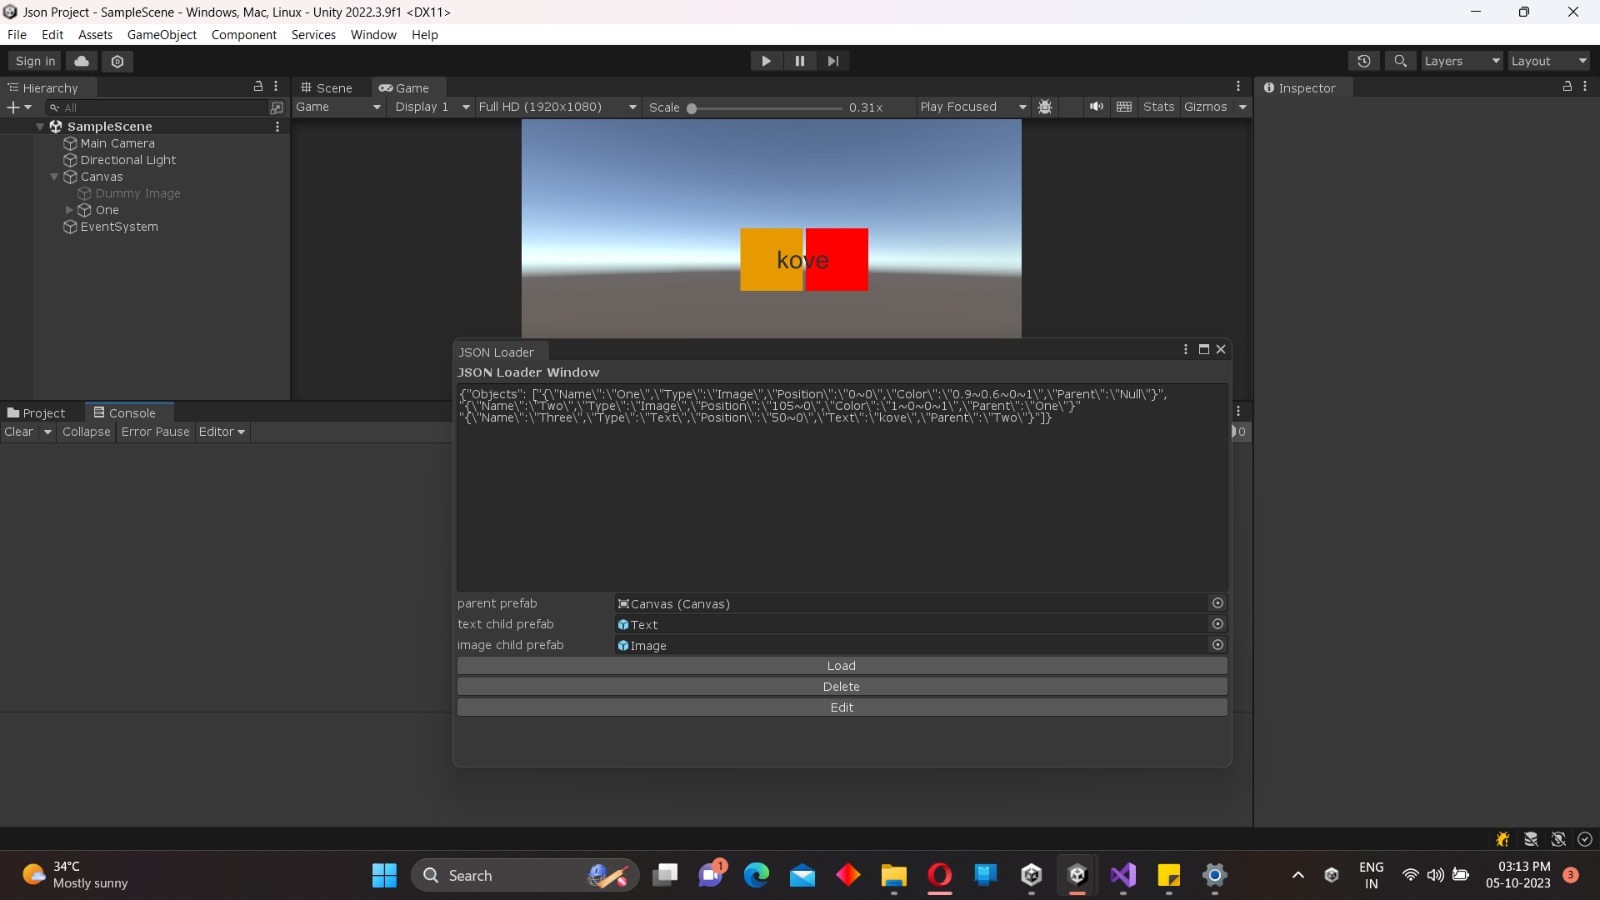 Json Project - SampleScene - Windows, Mac, Linux - Unity 2022.3.9f1 <DX11>
File Edit Assets GameObject Component Services Window Help
Sign in Layers Layout
Hierarchy Scene Game Inspector
All Game Display 1 Full HD (1920x1080) Scale 0.31x Play Focused Stats Gizmos
SampleScene
Main Camera
Directional Light
Canvas
Dummy Image
One
EventSystem
kove
JSON Loader
JSON Loader Window
{"Objects": ["{\"Name\":\"One\",\"Type\":\"Image\",\"Position\":\"0~0\",\"Color\":\"0.9~0.6~0~1\",\"Parent\":\"Null\"}",
"{\"Name\":\"Two\",\"Type\":\"Image\",\"Position\":\"105~0\",\"Color\":\"1~0~0~1\",\"Parent\":\"One\"}"
"{\"Name\":\"Three\",\"Type\":\"Text\",\"Position\":\"50~0\",\"Text\":\"kove\",\"Parent\":\"Two\"}"]}
Project Console
Clear Collapse Error Pause Editor 0
parent prefab Canvas (Canvas)
text child prefab Text
image child prefab Image
Load
Delete
Edit
34°C
Mostly sunny
Search
1
ENG
IN
03:13 PM
05-10-2023
3